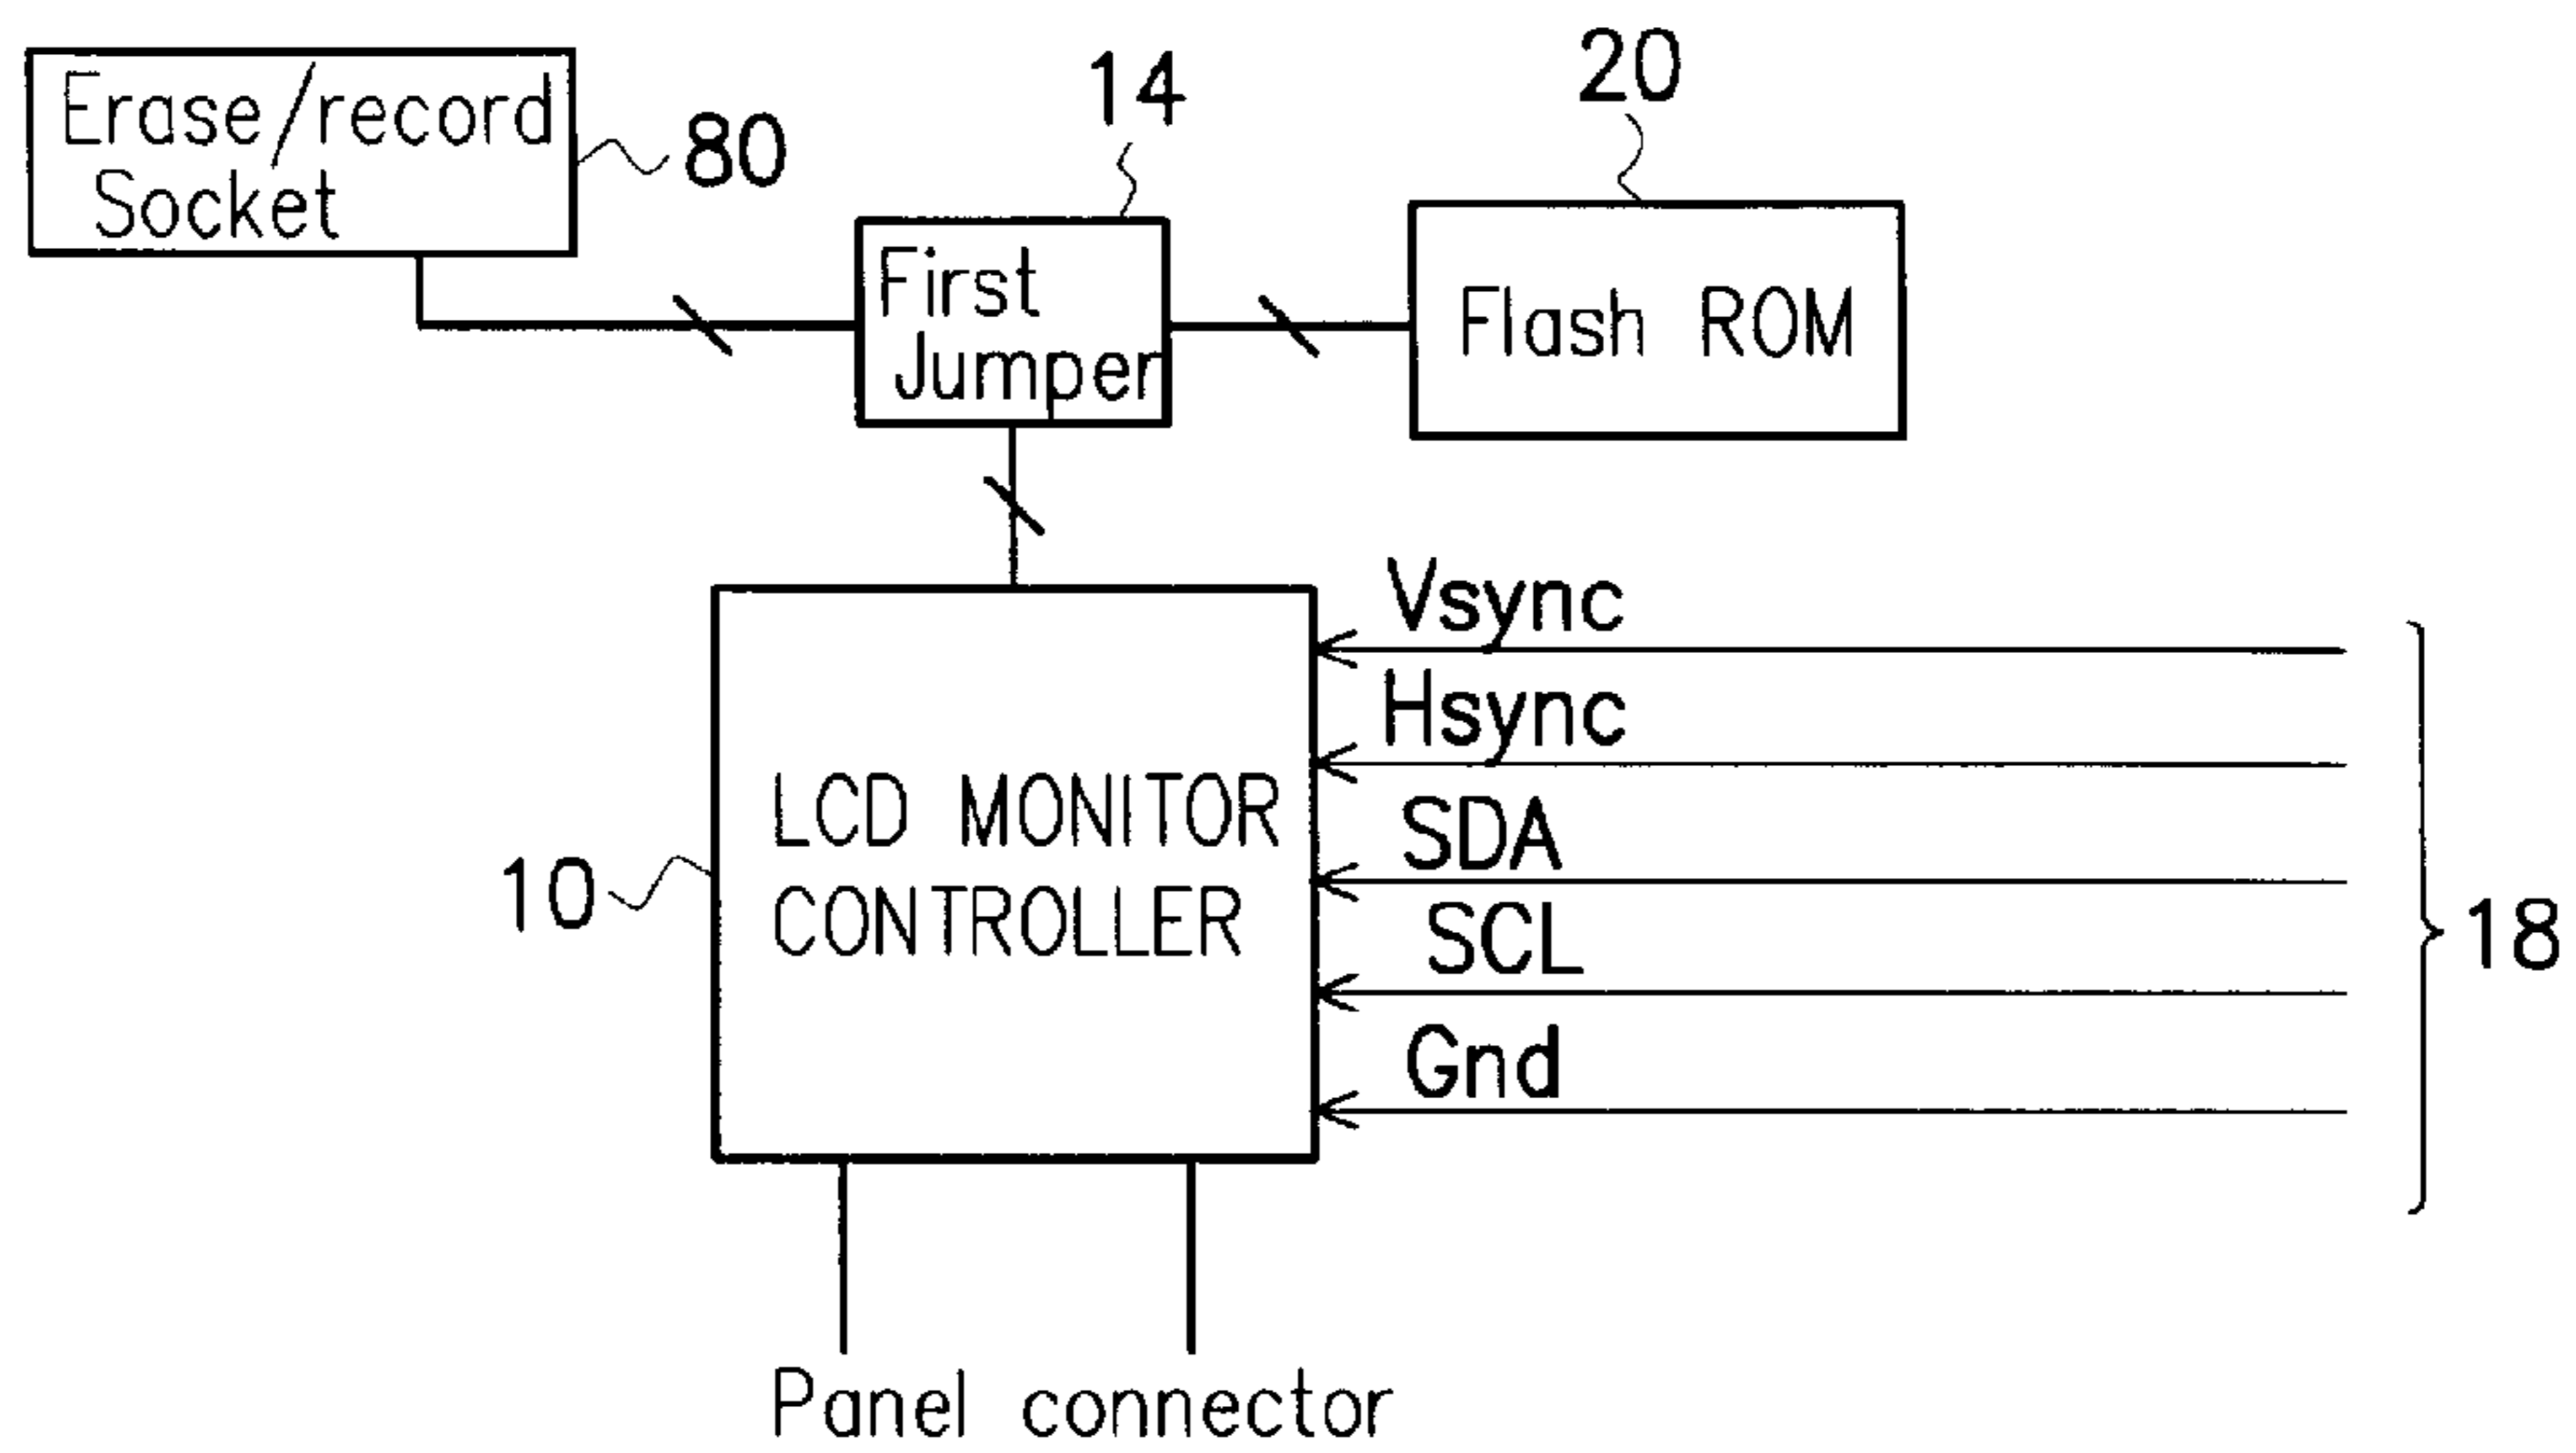 Erase/record
Socket
80
14
20
First
Jumper
Flash ROM
Vsync
Hsync
SDA
SCL
Gnd
LCD MONITOR
CONTROLLER
10
18
Panel connector